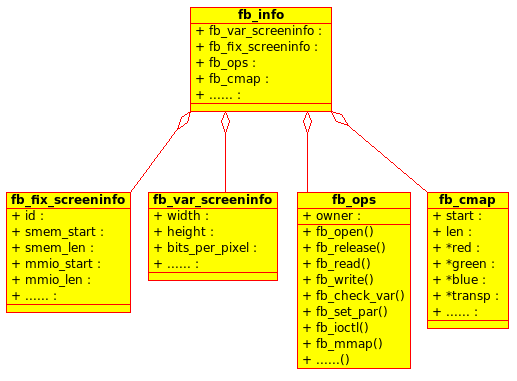 fb_info
+ fb_var_screeninfo :
+ fb_fix_screeninfo :
+ fb_ops :
+ fb_cmap :
+ ...... :
fb_fix_screeninfo
+ id :
+ smem_start :
+ smem_len :
+ mmio_start :
+ mmio_len :
+ ...... :
fb_var_screeninfo
+ width :
+ height :
+ bits_per_pixel :
+ ...... :
fb_ops
+ owner :
+ fb_open()
+ fb_release()
+ fb_read()
+ fb_write()
+ fb_check_var()
+ fb_set_par()
+ fb_ioctl()
+ fb_mmap()
+ ......()
fb_cmap
+ start :
+ len :
+ *red :
+ *green :
+ *blue :
+ *transp :
+ ...... :